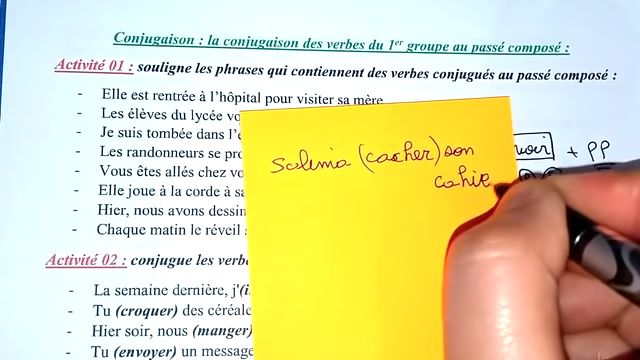 Conjugaison : la conjugaison des verbes du 1er groupe au passé composé :
Activité 01 : souligne les phrases qui contiennent des verbes conjugués au passé composé :
- Elle est rentrée à l'hôpital pour visiter sa mère
- Les élèves du lycée
- Je suis tombée dans
- Les randonneurs se
- Vous êtes allés chez
- Elle joue à la corde à
- Hier, nous avons
- Chaque matin le réveil
Activité 02 : conjugue les
- La semaine dernière,
- Tu (croquer) des
- Hier soir, nous (manger)
- Tu (envoyer) un message
+ PP
Salima (cacher) son
cahie